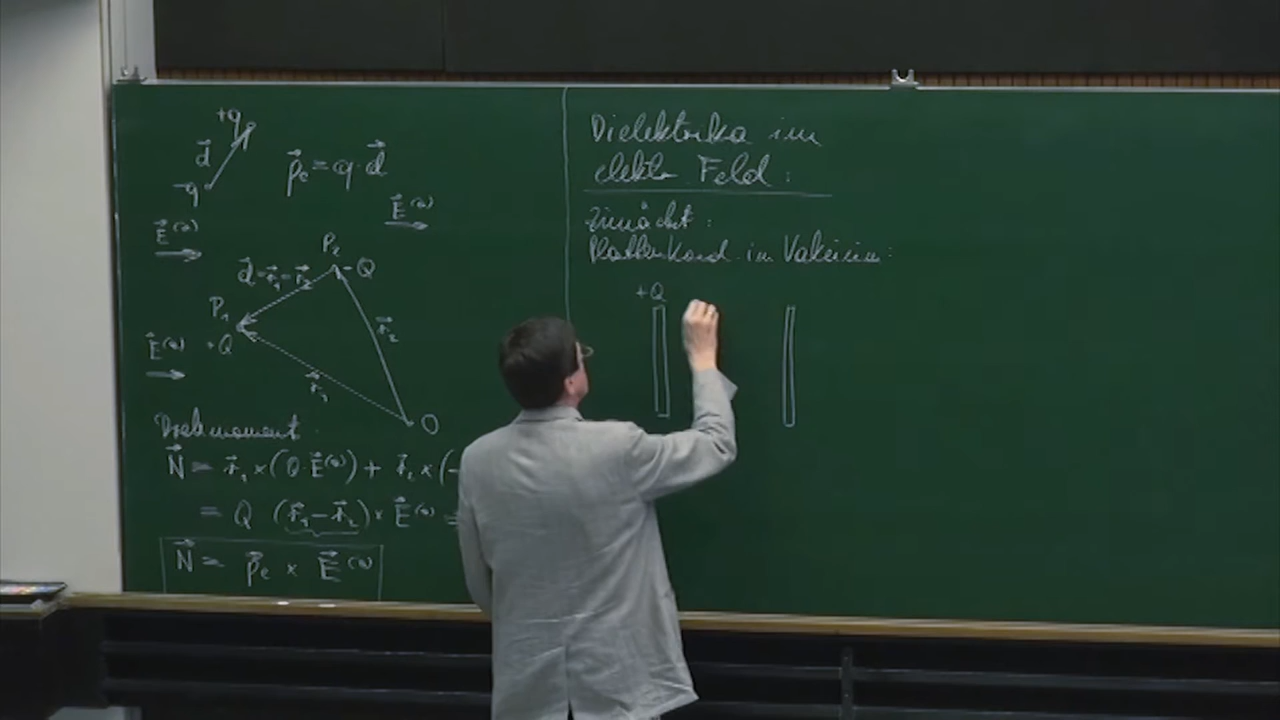 +q
d⃗
-q
p⃗e = q · d⃗
E⃗⁽ᵃ⁾
E⃗⁽ᵃ⁾
P₂
-Q
d⃗ = r⃗₁ - r⃗₂
P₁
+Q
r⃗₂
E⃗⁽ᵃ⁾
r⃗₁
O
Drehmoment
N⃗ = r⃗₁ × (Q · E⃗⁽ᵃ⁾) + r⃗₂ × (-
= Q (r⃗₁ - r⃗₂) × E⃗⁽ᵃ⁾ =
N⃗ = p⃗e × E⃗⁽ᵃ⁾
Dielektrika im
elektr. Feld :
Zunächst :
Plattenkond. im Vakuum :
+Q